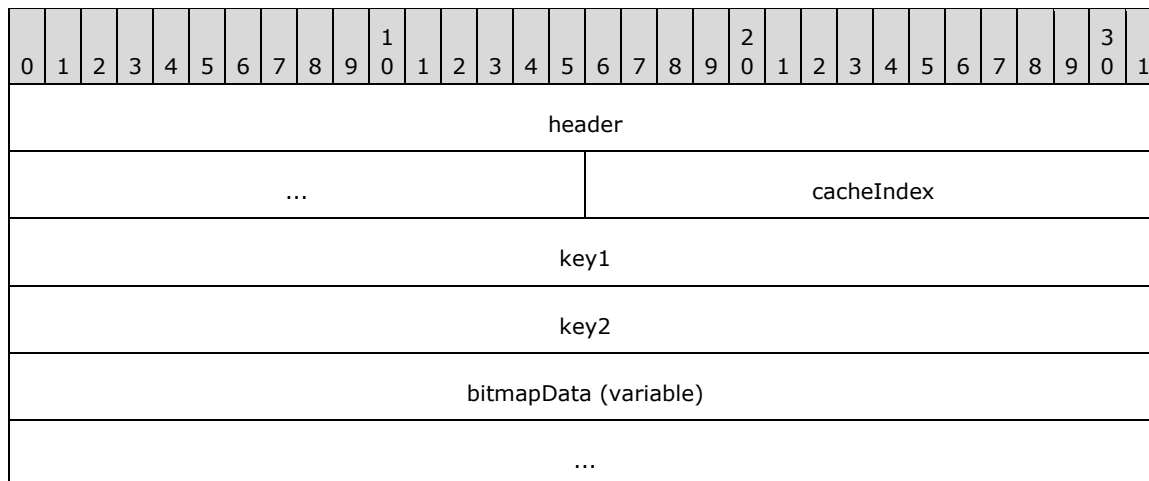 1 2 3
0 1 2 3 4 5 6 7 8 9 0 1 2 3 4 5 6 7 8 9 0 1 2 3 4 5 6 7 8 9 0 1
header
... cacheIndex
key1
key2
bitmapData (variable)
...